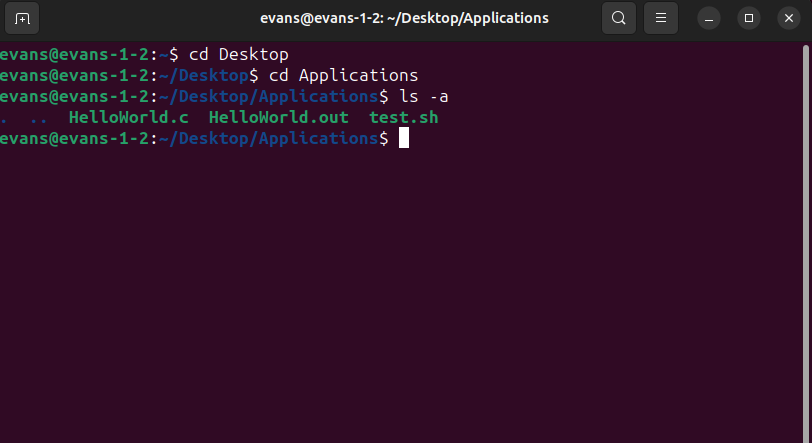 evans@evans-1-2: ~/Desktop/Applications
evans@evans-1-2:~$ cd Desktop
evans@evans-1-2:~/Desktop$ cd Applications
evans@evans-1-2:~/Desktop/Applications$ ls -a
.  ..  HelloWorld.c  HelloWorld.out  test.sh
evans@evans-1-2:~/Desktop/Applications$